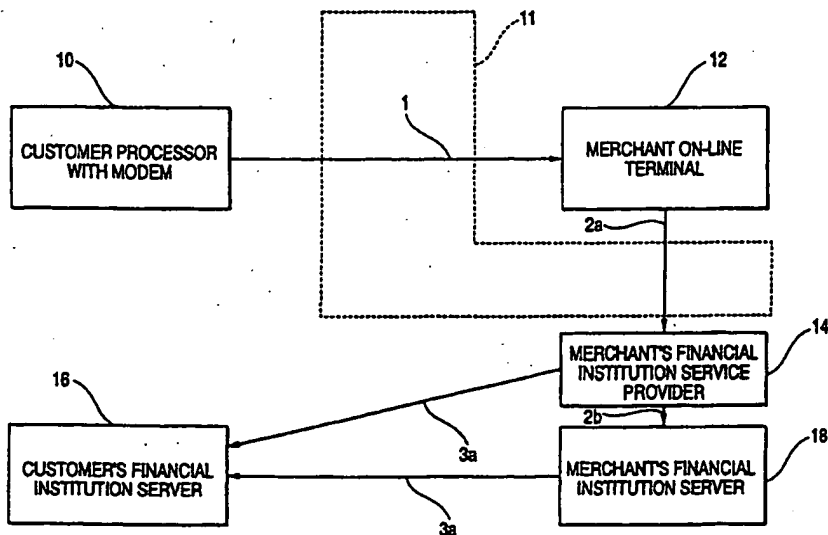 11
10
12
1
CUSTOMER PROCESSOR
WITH MODEM
MERCHANT ON-LINE
TERMINAL
2a
14
MERCHANT'S FINANCIAL
INSTITUTION SERVICE
PROVIDER
16
2b
3a
18
CUSTOMER'S FINANCIAL
INSTITUTION SERVER
MERCHANT'S FINANCIAL
INSTITUTION SERVER
3a